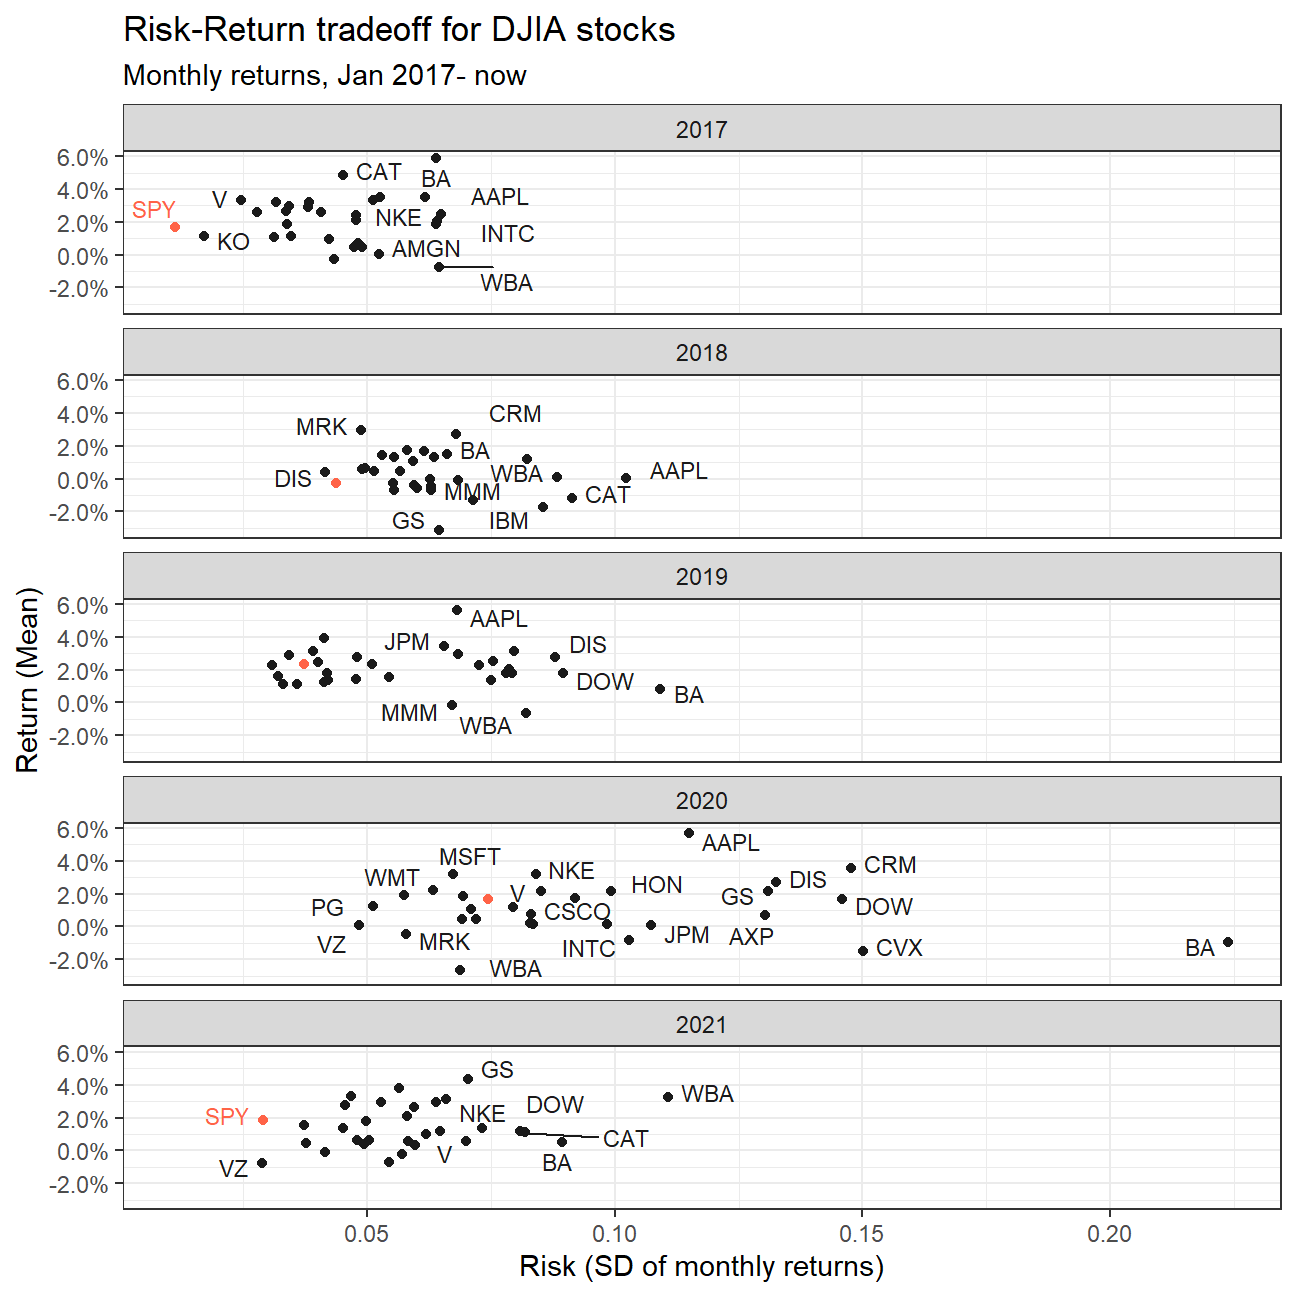 Risk-Return tradeoff for DJIA stocks
Monthly returns, Jan 2017- now
Return (Mean)
2017
6.0%
4.0%
2.0%
0.0%
-2.0%
CAT
BA
V
AAPL
SPY
NKE
INTC
KO
AMGN
WBA
2018
6.0%
4.0%
2.0%
0.0%
-2.0%
CRM
MRK
BA
WBA
AAPL
DIS
MMM
CAT
GS
IBM
2019
6.0%
4.0%
2.0%
0.0%
-2.0%
AAPL
JPM
DIS
DOW
BA
MMM
WBA
2020
6.0%
4.0%
2.0%
0.0%
-2.0%
AAPL
MSFT
CRM
NKE
WMT
DIS
HON
V
GS
PG
CSCO
DOW
JPM
AXP
VZ
MRK
INTC
CVX
BA
WBA
2021
6.0%
4.0%
2.0%
0.0%
-2.0%
GS
WBA
DOW
NKE
SPY
CAT
V
BA
VZ
0.05
0.10
0.15
0.20
Risk (SD of monthly returns)